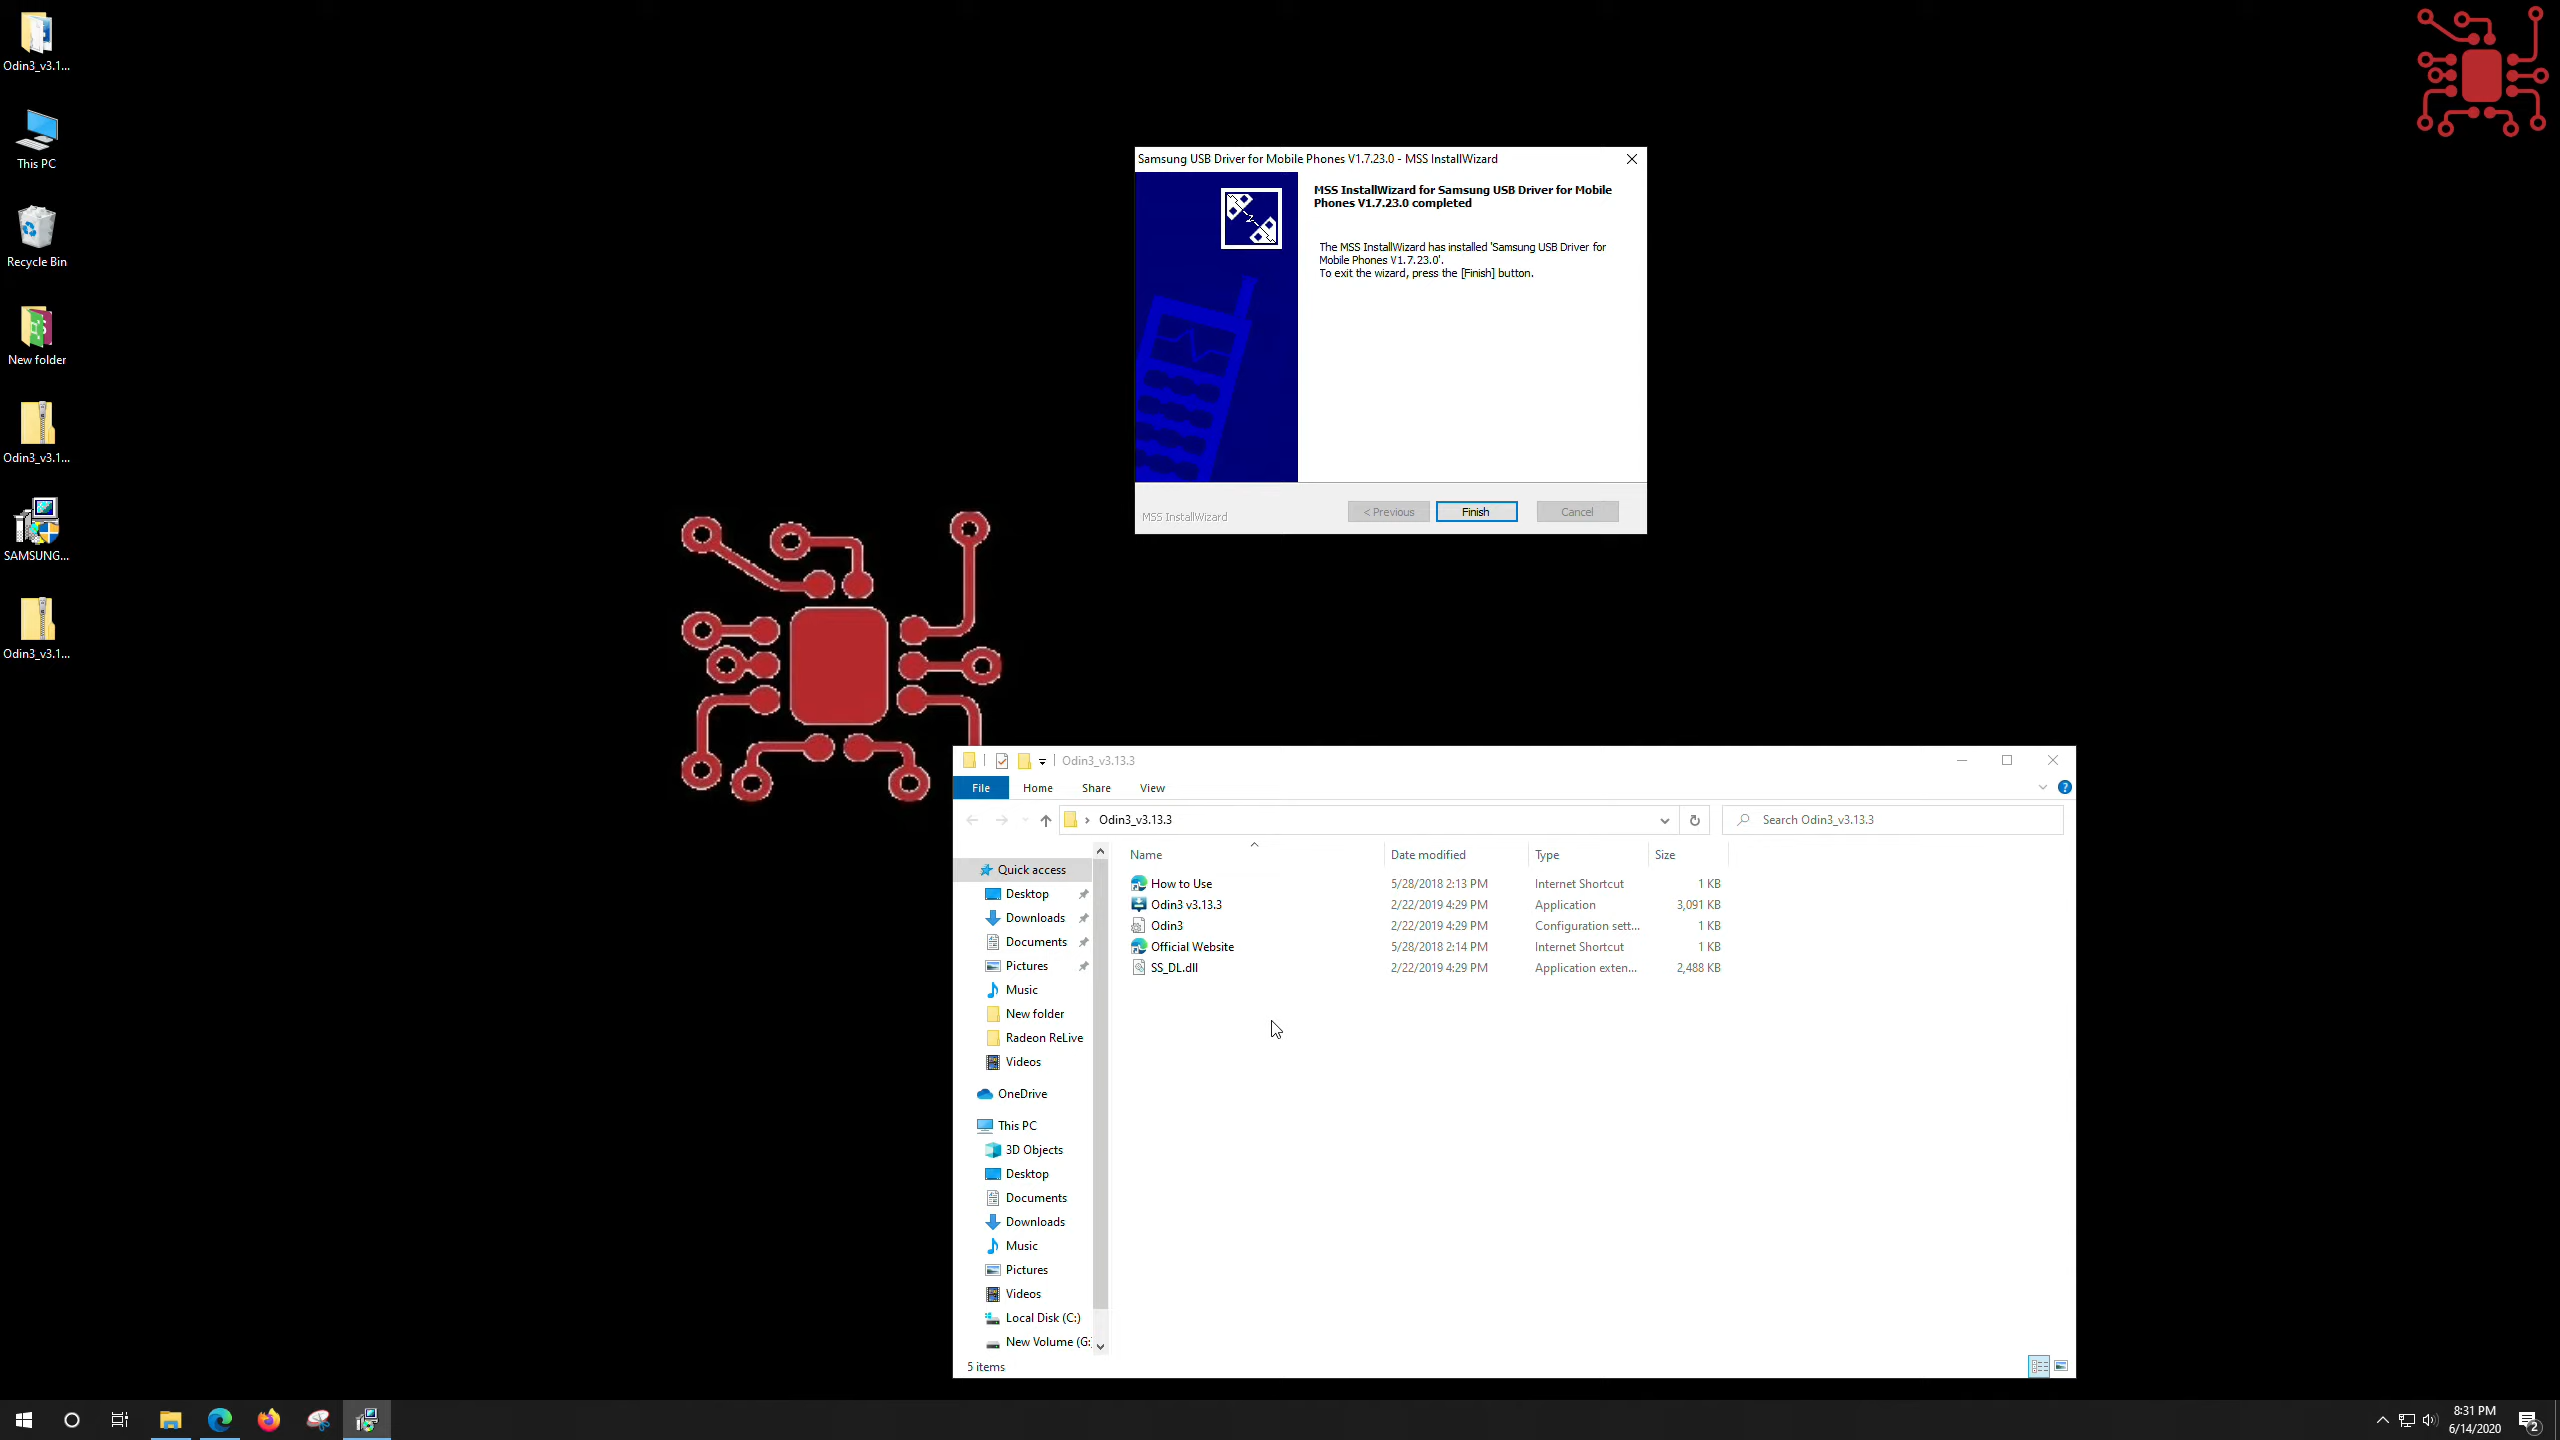 Odin3_v3.1...
This PC
Recycle Bin
New folder
Odin3_v3.1...
SAMSUNG...
Odin3_v3.1...
Samsung USB Driver for Mobile Phones V1.7.23.0 - MSS InstallWizard
MSS InstallWizard for Samsung USB Driver for Mobile
Phones V1.7.23.0 completed
The MSS InstallWizard has installed 'Samsung USB Driver for
Mobile Phones V1.7.23.0'.
To exit the wizard, press the [Finish] button.
MSS InstallWizard
< Previous
Finish
Cancel
Odin3_v3.13.3
File
Home
Share
View
Odin3_v3.13.3
Search Odin3_v3.13.3
Quick access
Desktop
Downloads
Documents
Pictures
Music
New folder
Radeon ReLive
Videos
OneDrive
This PC
3D Objects
Desktop
Documents
Downloads
Music
Pictures
Videos
Local Disk (C:)
New Volume (G:
Name Date modified Type Size
How to Use 5/28/2018 2:13 PM Internet Shortcut 1 KB
Odin3 v3.13.3 2/22/2019 4:29 PM Application 3,091 KB
Odin3 2/22/2019 4:29 PM Configuration sett... 1 KB
Official Website 5/28/2018 2:14 PM Internet Shortcut 1 KB
SS_DL.dll 2/22/2019 4:29 PM Application exten... 2,488 KB
5 items
8:31 PM
6/14/2020
2